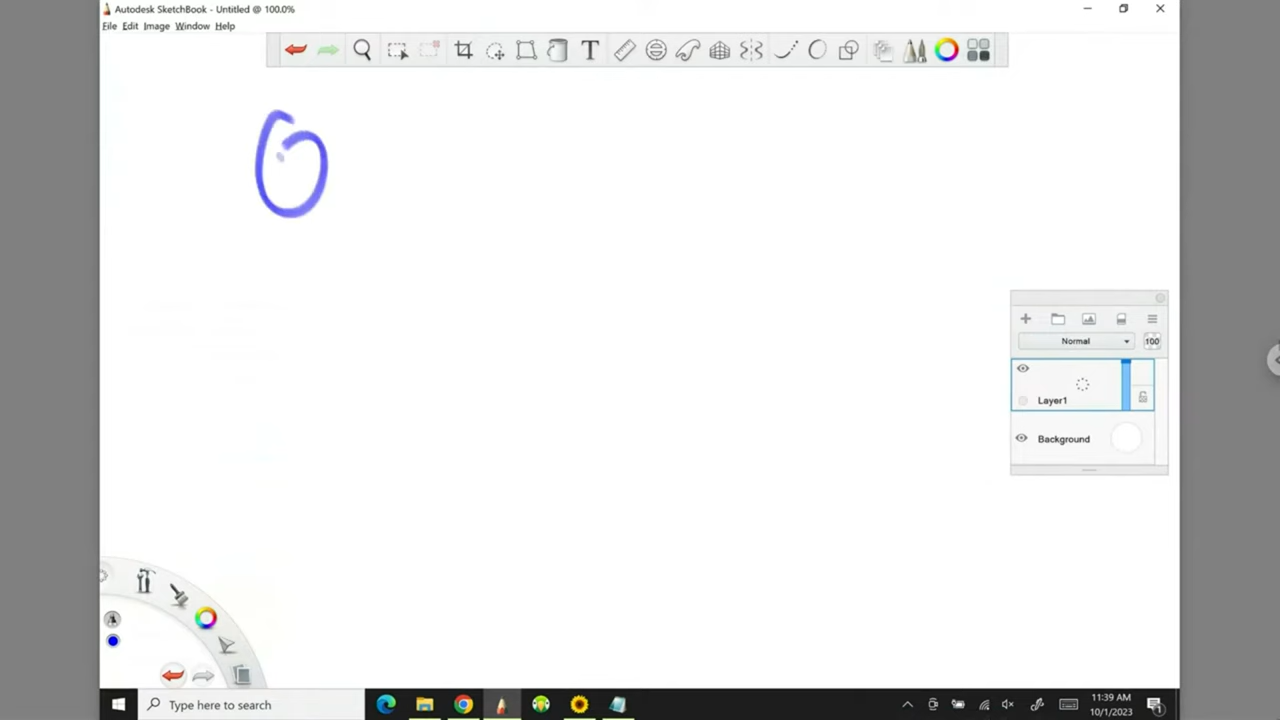 Autodesk SketchBook - Untitled @ 100.0%
File Edit Image Window Help
T
Normal 100
Layer1
Background
Type here to search
11:39 AM
10/1/2023
1